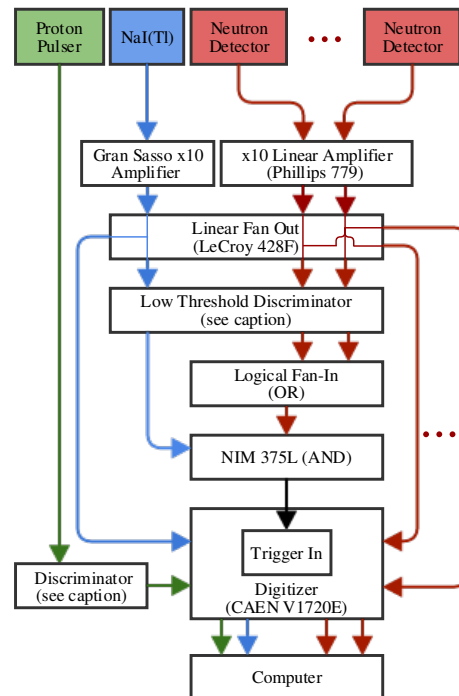 Proton
Pulser
NaI(Tl)
Neutron
Detector
Neutron
Detector
Gran Sasso x10
Amplifier
x10 Linear Amplifier
(Phillips 779)
Linear Fan Out
(LeCroy 428F)
Low Threshold Discriminator
(see caption)
Logical Fan-In
(OR)
NIM 375L (AND)
Trigger In
Discriminator
(see caption)
Digitizer
(CAEN V1720E)
Computer